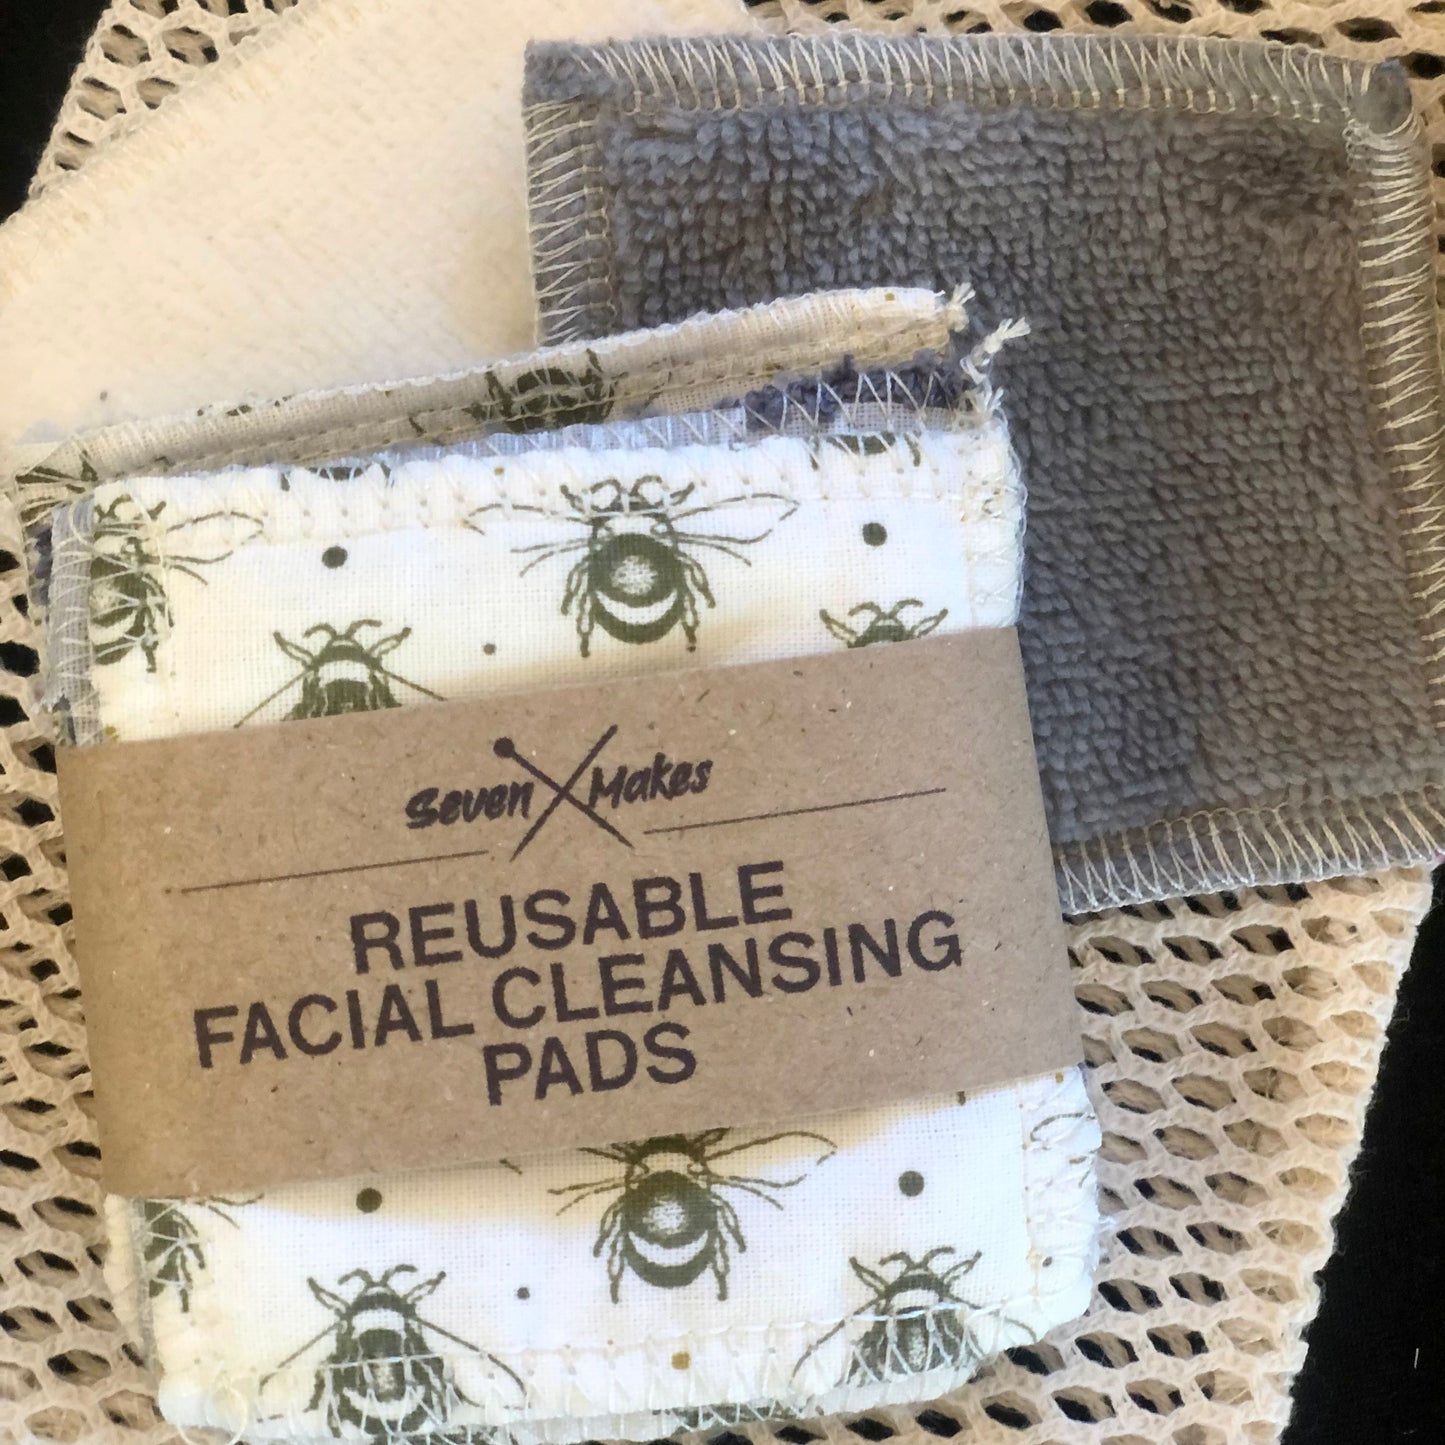 Seven Makes
REUSABLE
FACIAL CLEANSING
PADS